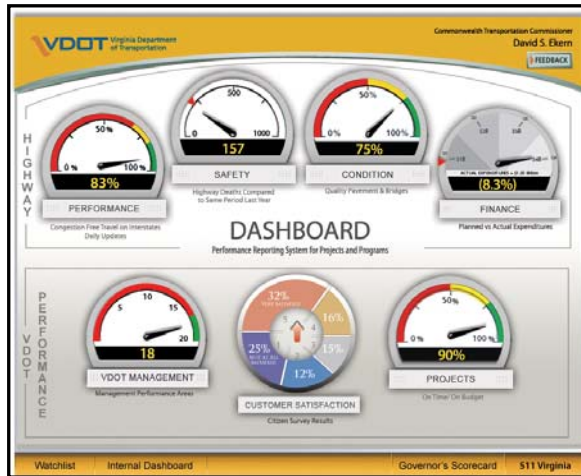 VDOT Virginia Department
of Transportation
Commonwealth Transportation Commissioner
David S. Ekern
FEEDBACK
HIGHWAY
50%
0%
100%
83%
PERFORMANCE
Congestion Free Travel on Interstates
Daily Updates
500
0
1000
157
SAFETY
Highway Deaths Compared
to Same Period Last Year
50%
0%
100%
75%
CONDITION
Quality Pavement & Bridges
(8.3%)
FINANCE
Planned vs Actual Expenditures
DASHBOARD
Performance Reporting System for Projects and Programs
VDOT PERFORMANCE
5
10
15
20
18
VDOT MANAGEMENT
Management Performance Areas
32%
16%
15%
12%
25%
CUSTOMER SATISFACTION
Citizen Survey Results
50%
0%
100%
90%
PROJECTS
On Time/ On Budget
Watchlist
Internal Dashboard
Governor's Scorecard
511 Virginia